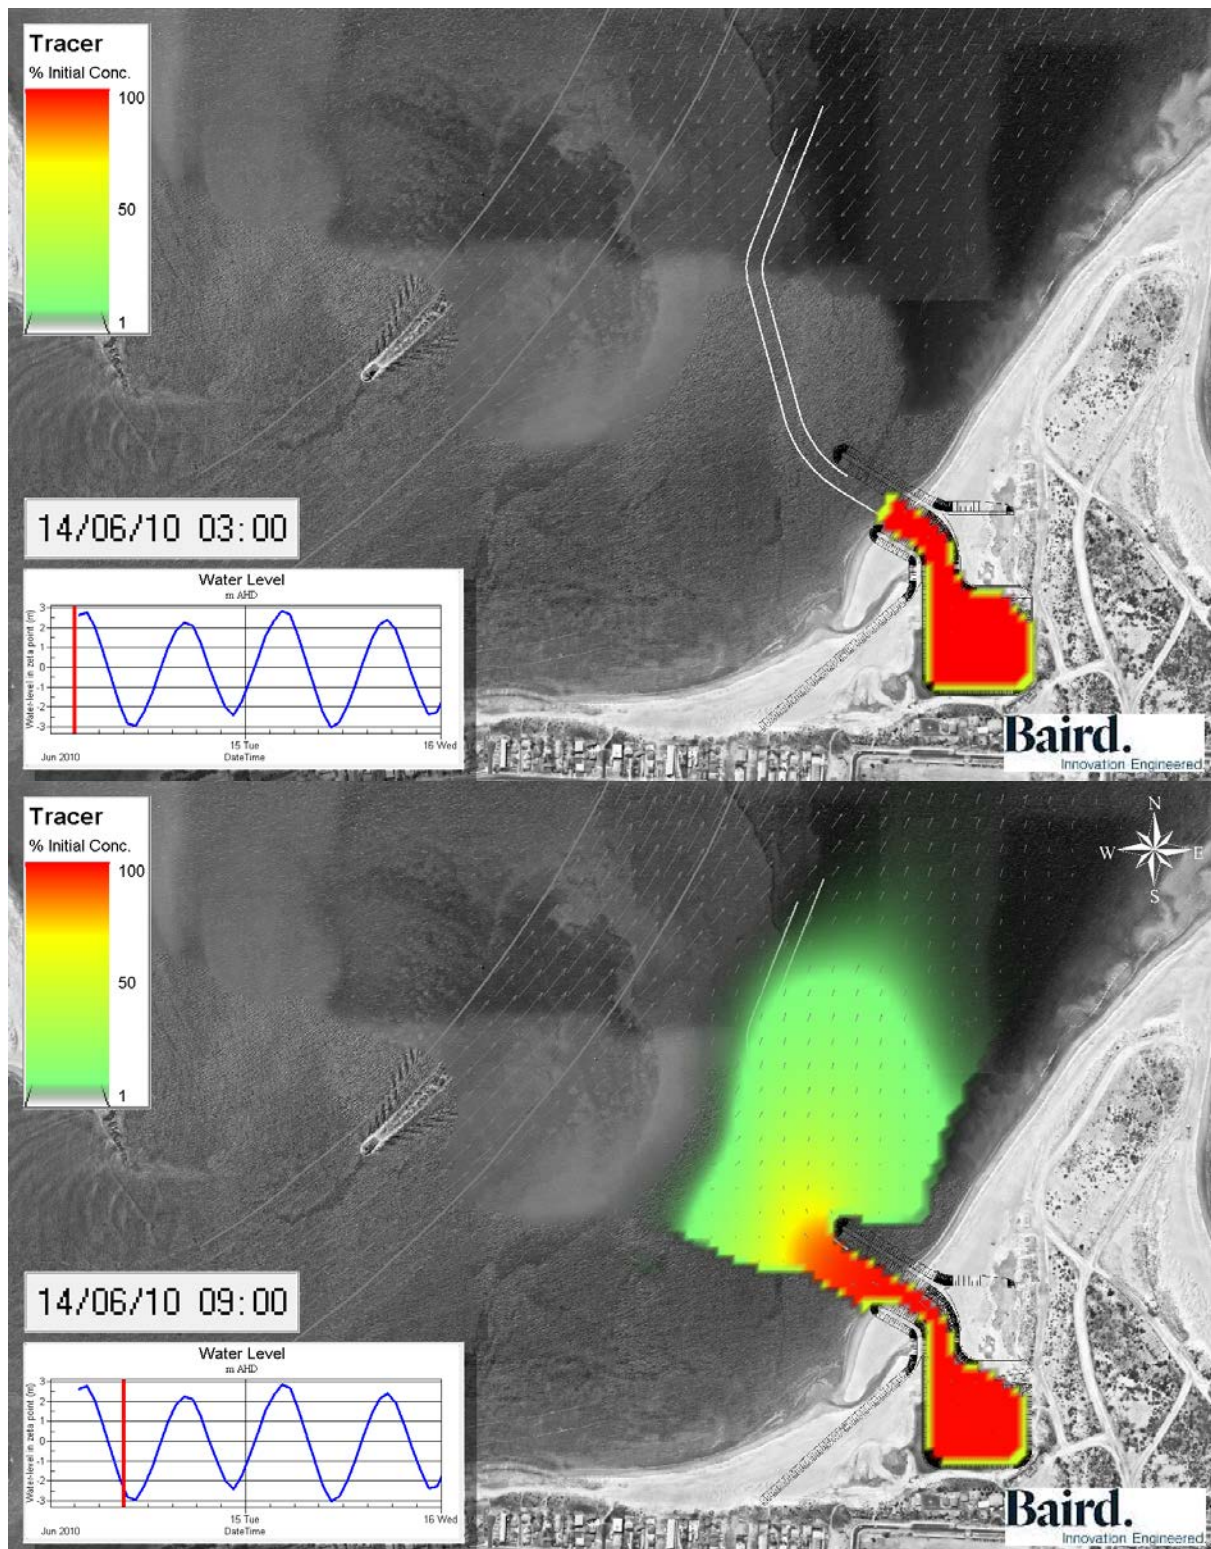 Tracer
% Initial Conc.
100
50
1
14/06/10 03:00
Water Level
m AHD
Water-level in zeta point (m)
3
2
1
0
-1
-2
-3
15 Tue
16 Wed
Jun 2010
DateTime
Baird.
Innovation Engineered.
Tracer
% Initial Conc.
100
50
1
N
W
E
S
14/06/10 09:00
Water Level
m AHD
Water-level in zeta point (m)
3
2
1
0
-1
-2
-3
15 Tue
16 Wed
Jun 2010
DateTime
Baird.
Innovation Engineered.